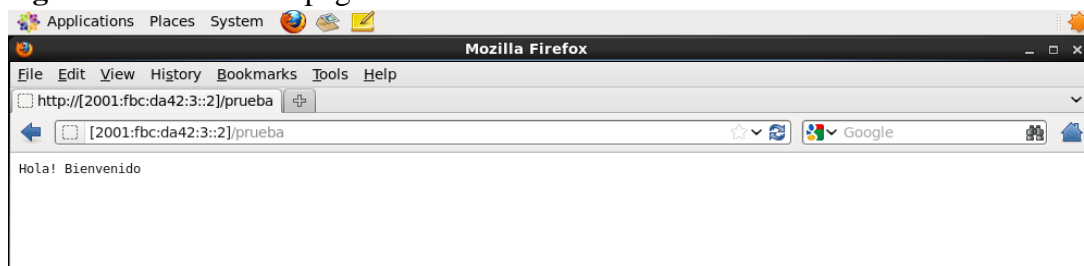 Applications Places System
Mozilla Firefox
File Edit View History Bookmarks Tools Help
http://[2001:fbc:da42:3::2]/prueba
[2001:fbc:da42:3::2]/prueba Google
Hola! Bienvenido